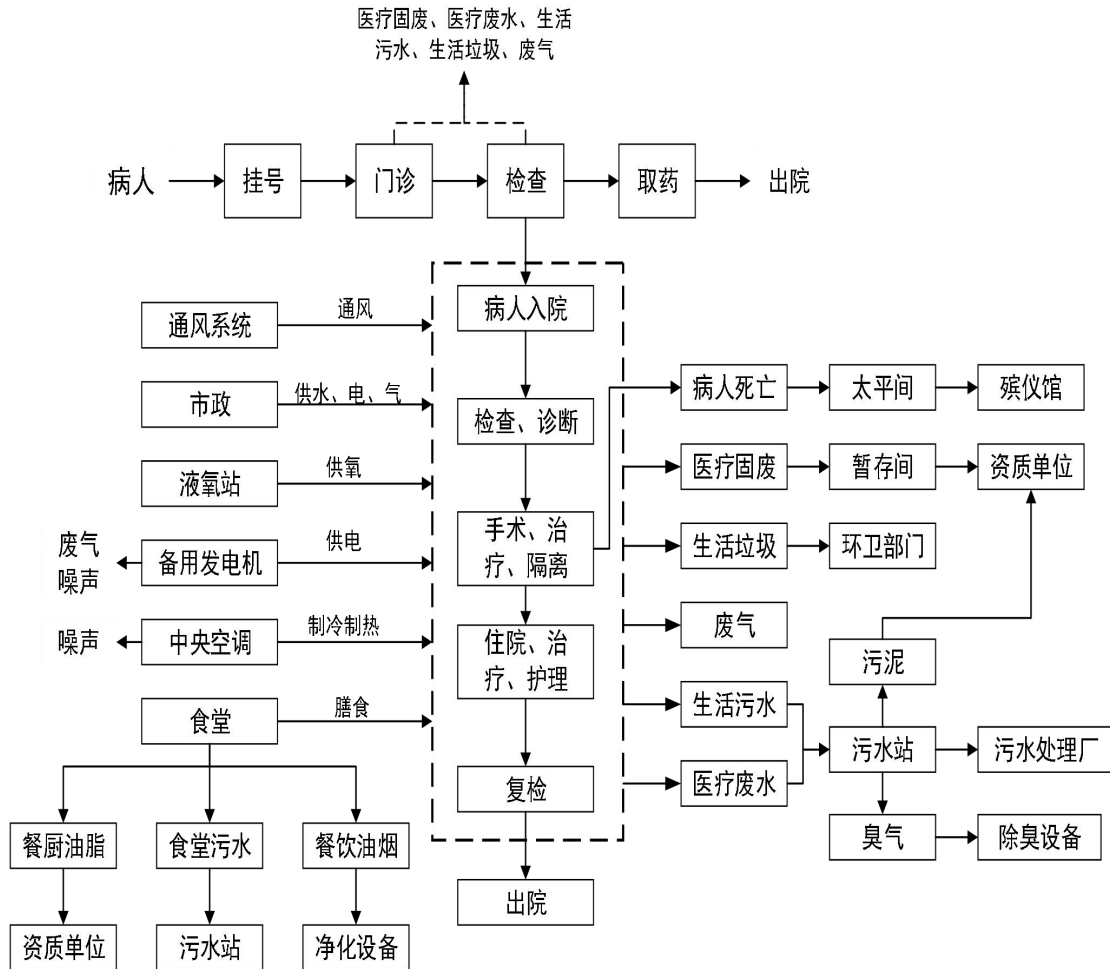 医疗固废、医疗废水、生活
污水、生活垃圾、废气
病人
挂号
门诊
检查
取药
出院
通风系统
通风
市政
供水、电、气
液氧站
供氧
废气
噪声
备用发电机
供电
噪声
中央空调
制冷制热
食堂
膳食
餐厨油脂
食堂污水
餐饮油烟
资质单位
污水站
净化设备
病人入院
检查、诊断
手术、治
疗、隔离
住院、治
疗、护理
复检
出院
病人死亡
太平间
殡仪馆
医疗固废
暂存间
资质单位
生活垃圾
环卫部门
废气
污泥
生活污水
医疗废水
污水站
污水处理厂
臭气
除臭设备